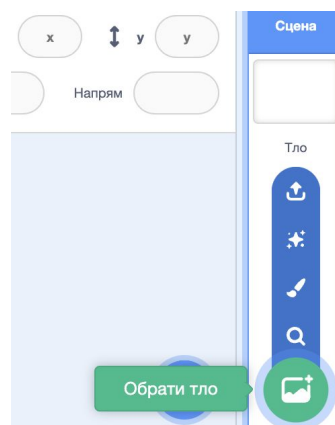 x y y
Сцена
Напрям
Тло
Обрати тло